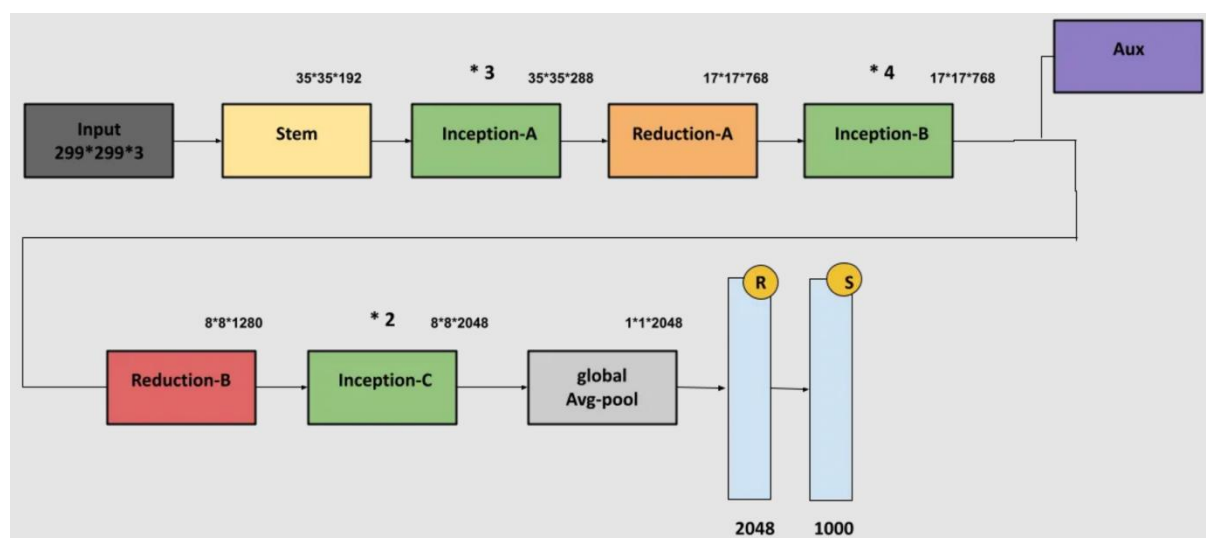 Aux
35*35*192
* 3
35*35*288
17*17*768
* 4
17*17*768
Input
299*299*3
Stem
Inception-A
Reduction-A
Inception-B
R
S
8*8*1280
* 2
8*8*2048
1*1*2048
Reduction-B
Inception-C
global
Avg-pool
2048
1000